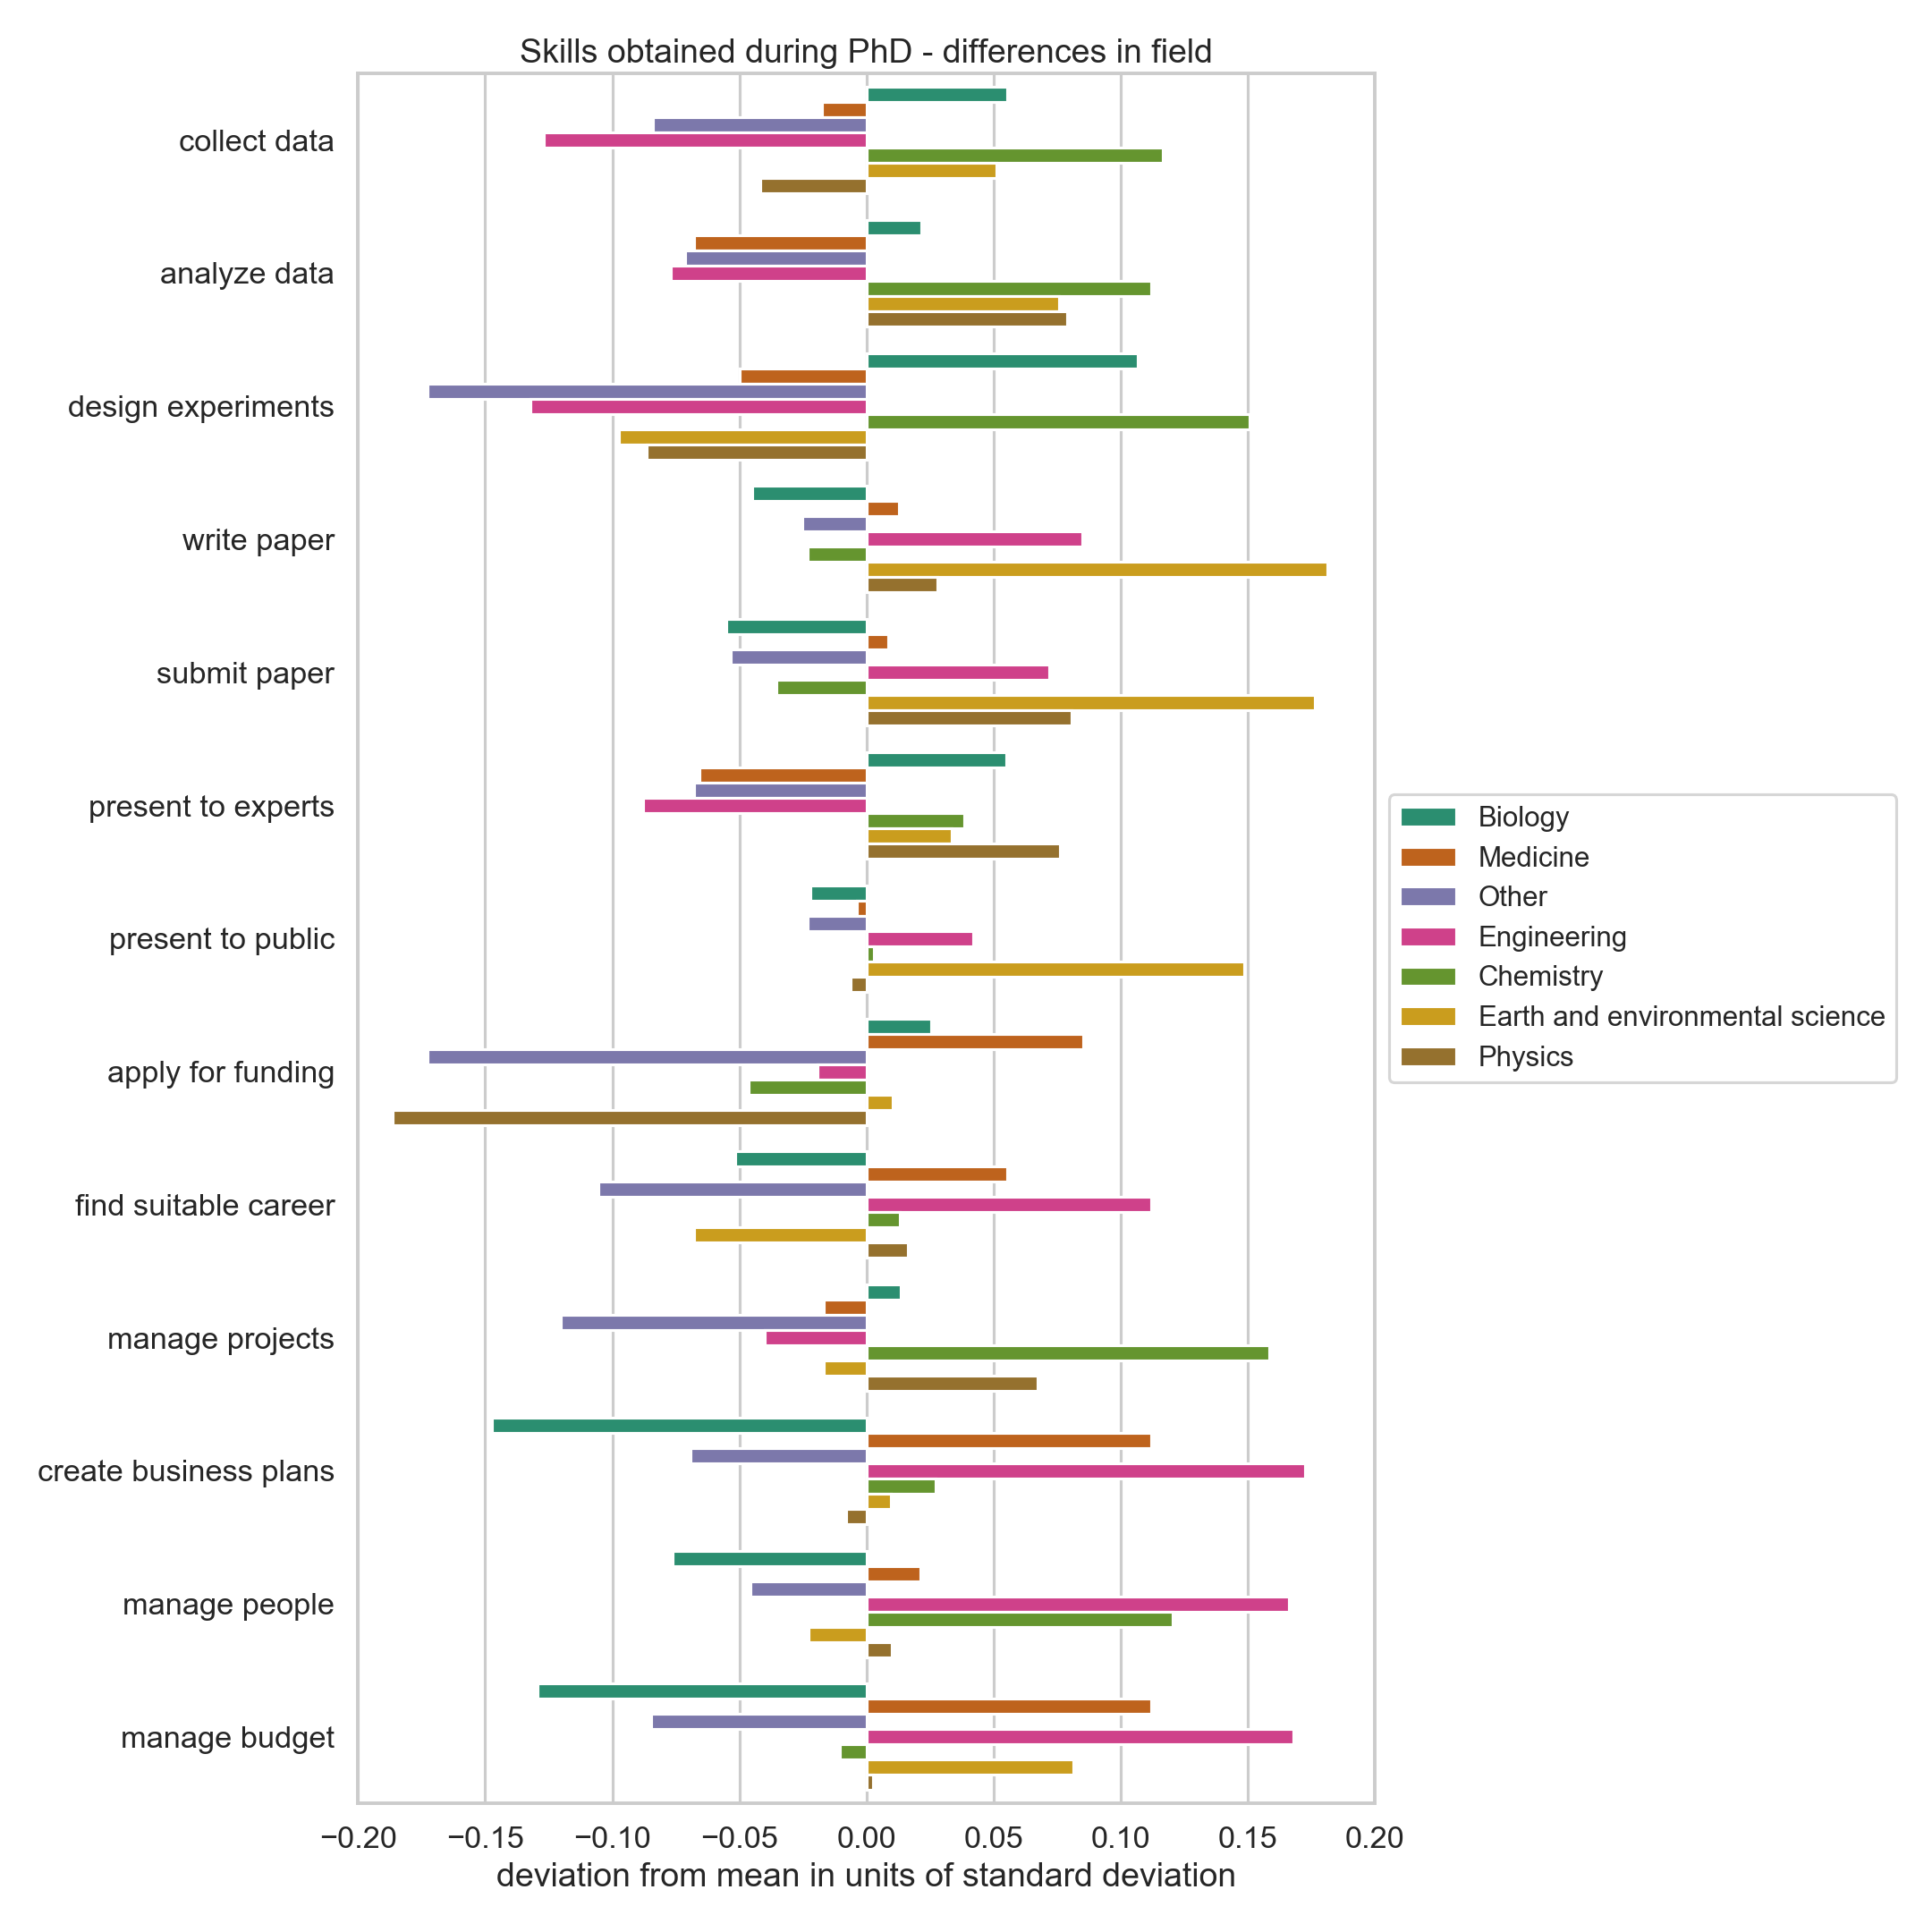 Skills obtained during PhD - differences in field
collect data
analyze data
design experiments
write paper
submit paper
present to experts
present to public
apply for funding
find suitable career
manage projects
create business plans
manage people
manage budget
Biology
Medicine
Other
Engineering
Chemistry
Earth and environmental science
Physics
−0.20 −0.15 −0.10 −0.05 0.00 0.05 0.10 0.15 0.20
deviation from mean in units of standard deviation